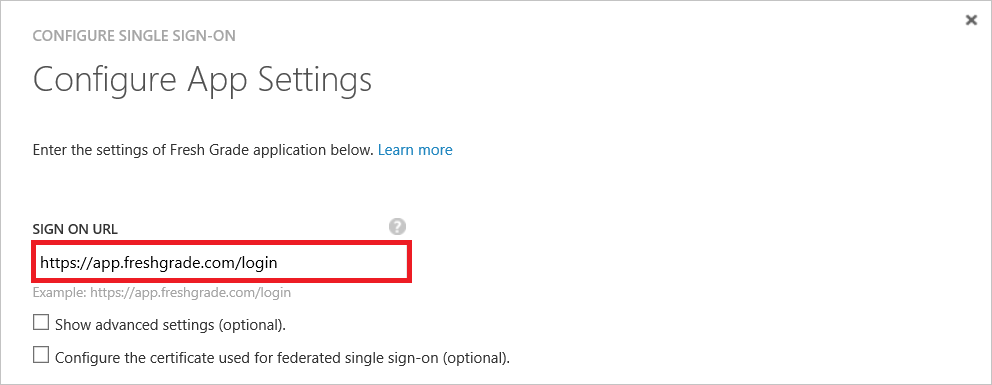 CONFIGURE SINGLE SIGN-ON
Configure App Settings
Enter the settings of Fresh Grade application below. Learn more
SIGN ON URL ?
https://app.freshgrade.com/login
Example: https://app.freshgrade.com/login
Show advanced settings (optional).
Configure the certificate used for federated single sign-on (optional).